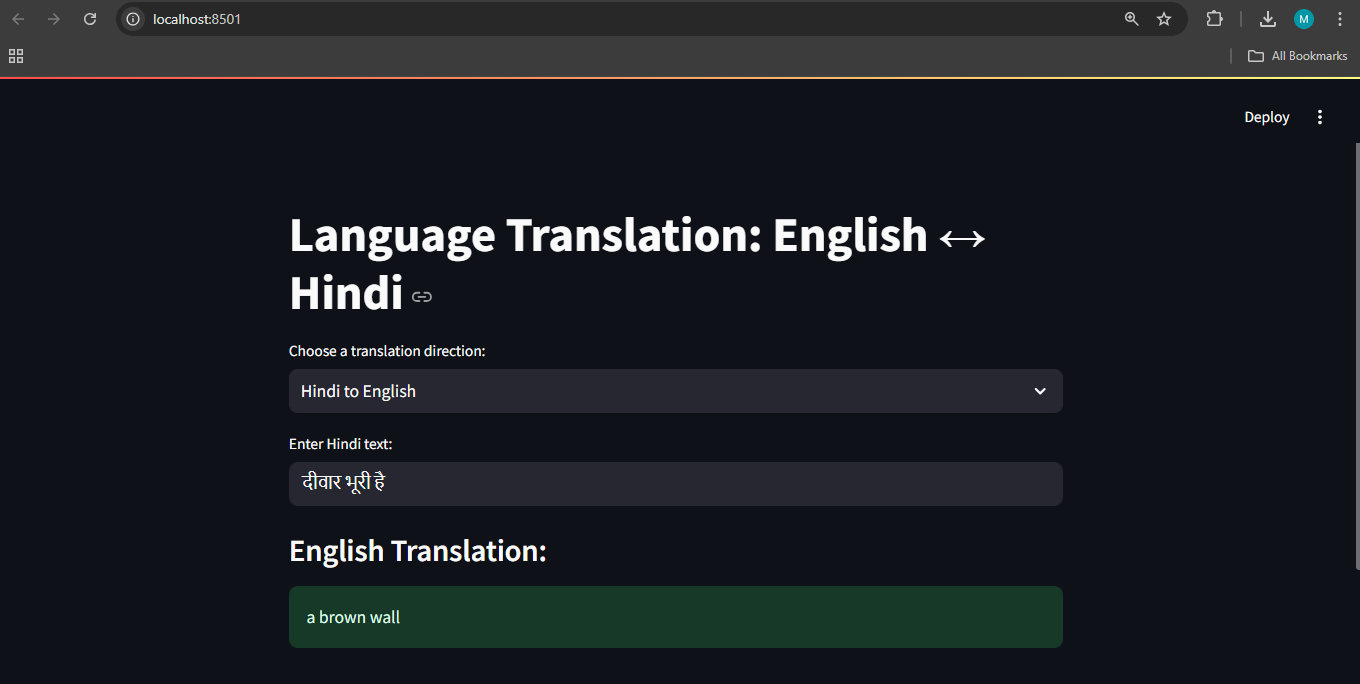 localhost:8501
M
All Bookmarks
Deploy
Language Translation: English ↔
Hindi
Choose a translation direction:
Hindi to English
Enter Hindi text:
दीवार भूरी है
English Translation:
a brown wall